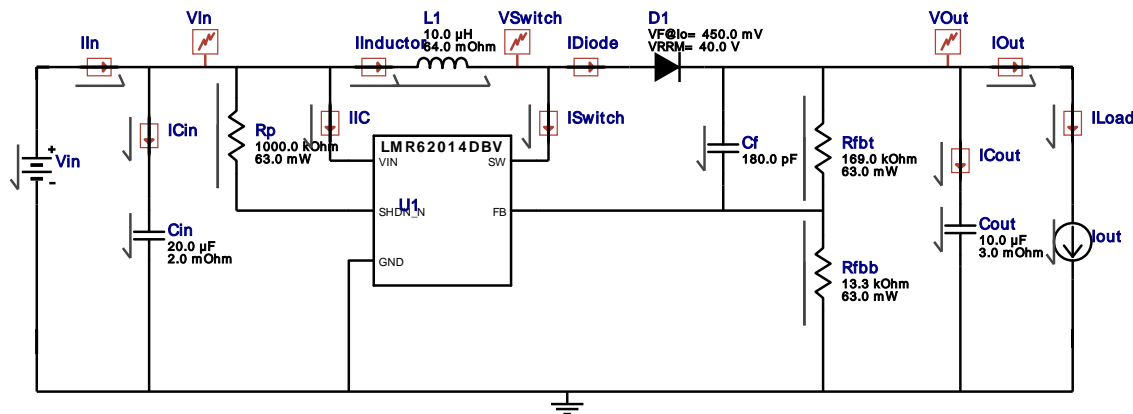 VIn
IIn
ICin
Vin
+
-
Cin
20.0 µF
2.0 mOhm
Rp
1000.0 kOhm
63.0 mW
IIC
IInductor
L1
10.0 µH
64.0 mOhm
VSwitch
IDiode
ISwitch
LMR62014DBV
VIN
SW
U1
SHDN_N
FB
GND
D1
VF@Io= 450.0 mV
VRRM= 40.0 V
Cf
180.0 pF
Rfbt
169.0 kOhm
63.0 mW
Rfbb
13.3 kOhm
63.0 mW
VOut
IOut
ICout
Cout
10.0 µF
3.0 mOhm
ILoad
Iout